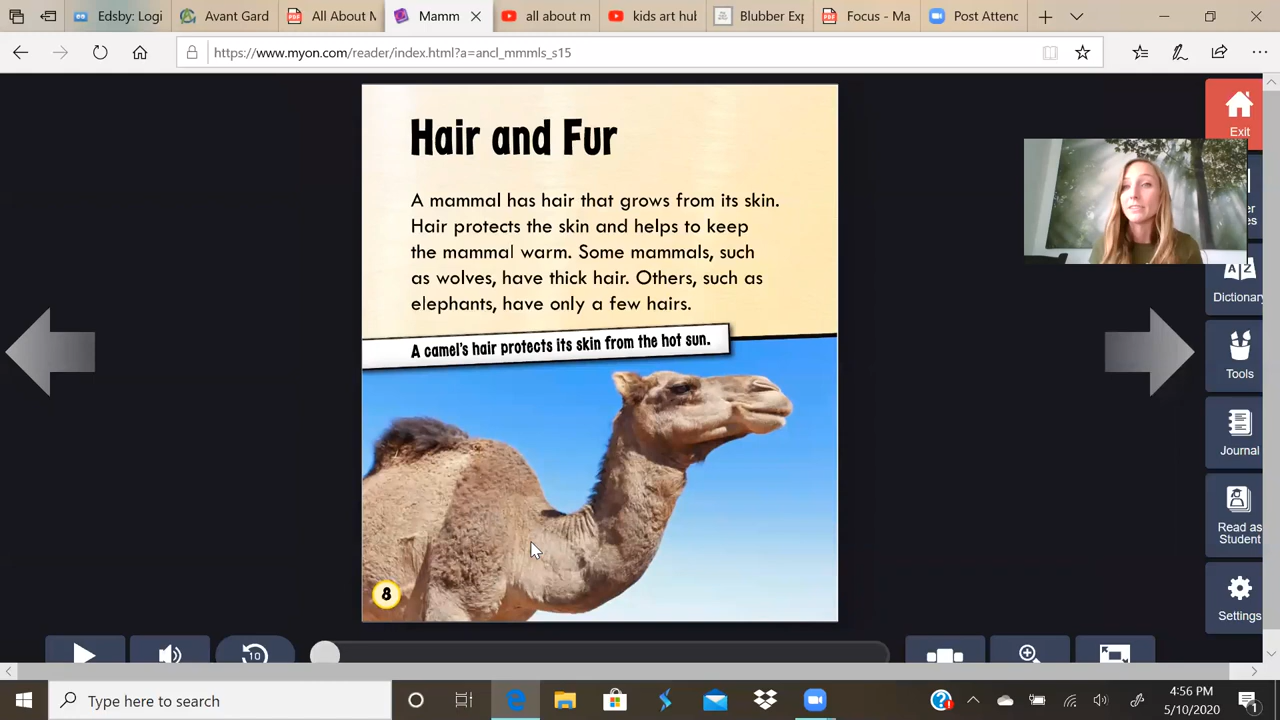 Edsby: Logi
Avant Gard
All About M
Mamm
all about m
kids art hub
Blubber Exp
Focus - Ma
Post Attenc
https://www.myon.com/reader/index.html?a=ancl_mmmls_s15
Hair and Fur
A mammal has hair that grows from its skin.
Hair protects the skin and helps to keep
the mammal warm. Some mammals, such
as wolves, have thick hair. Others, such as
elephants, have only a few hairs.
A camel's hair protects its skin from the hot sun.
8
Exit
A Z
Dictionary
Tools
Journal
Read as
Student
Settings
10
Type here to search
4:56 PM
5/10/2020
1